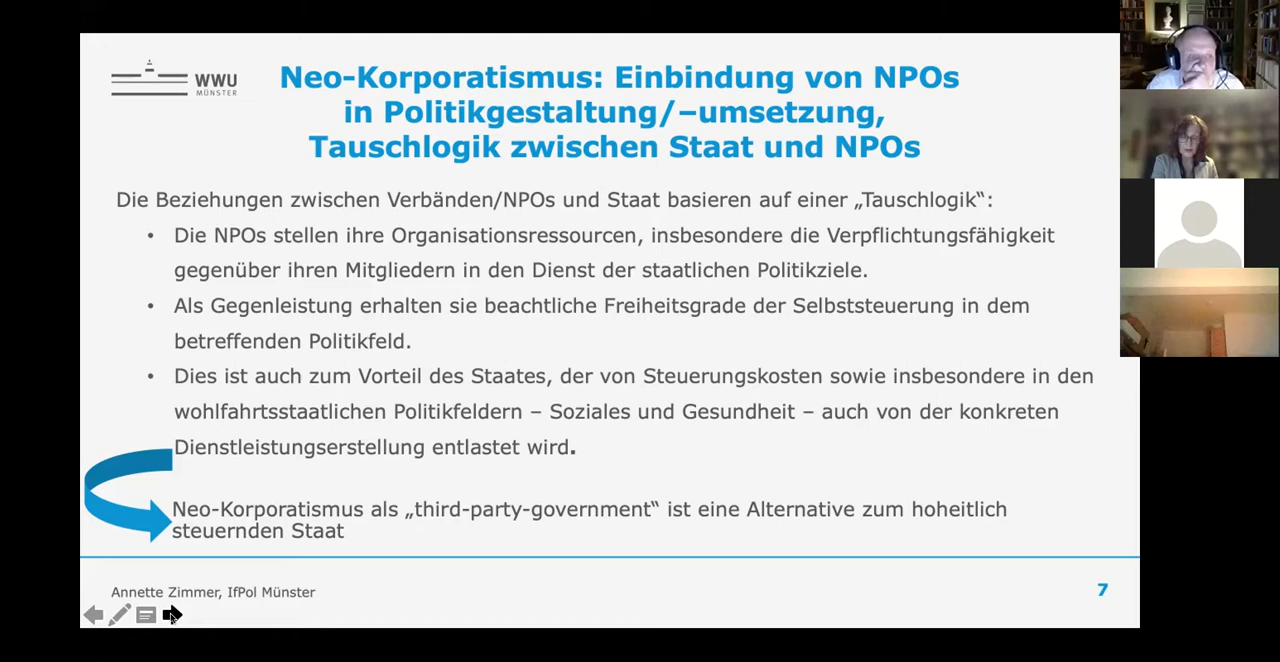 WWU
MÜNSTER
Neo-Korporatismus: Einbindung von NPOs
in Politikgestaltung/–umsetzung,
Tauschlogik zwischen Staat und NPOs
Die Beziehungen zwischen Verbänden/NPOs und Staat basieren auf einer „Tauschlogik“:
• Die NPOs stellen ihre Organisationsressourcen, insbesondere die Verpflichtungsfähigkeit
gegenüber ihren Mitgliedern in den Dienst der staatlichen Politikziele.
• Als Gegenleistung erhalten sie beachtliche Freiheitsgrade der Selbststeuerung in dem
betreffenden Politikfeld.
• Dies ist auch zum Vorteil des Staates, der von Steuerungskosten sowie insbesondere in den
wohlfahrtsstaatlichen Politikfeldern – Soziales und Gesundheit – auch von der konkreten
Dienstleistungserstellung entlastet wird.
Neo-Korporatismus als „third-party-government“ ist eine Alternative zum hoheitlich
steuernden Staat
Annette Zimmer, IfPol Münster
7